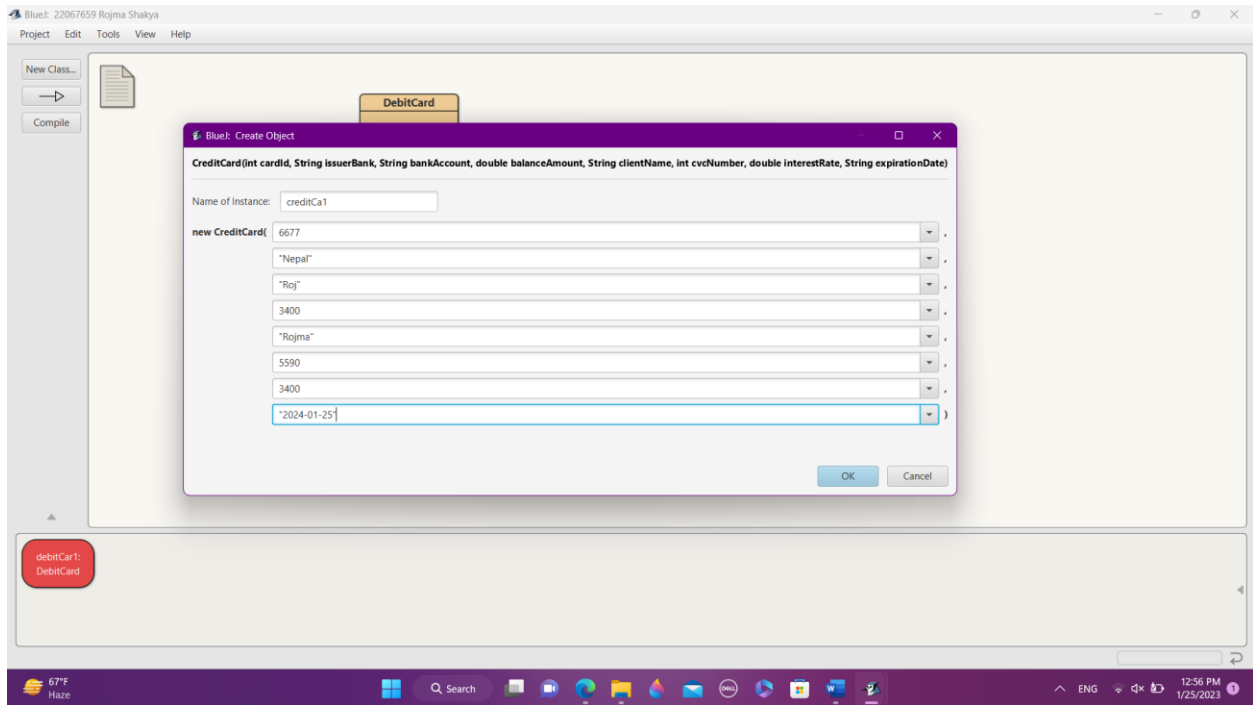 BlueJ: 22067659 Rojma Shakya
Project Edit Tools View Help
New Class...
Compile
DebitCard
BlueJ: Create Object
CreditCard(int cardId, String issuerBank, String bankAccount, double balanceAmount, String clientName, int cvcNumber, double interestRate, String expirationDate)
Name of Instance: creditCa1
new CreditCard( 6677 ,
"Nepal" ,
"Roj" ,
3400 ,
"Rojma" ,
5590 ,
3400 ,
"2024-01-25" )
OK Cancel
debitCar1:
DebitCard
67°F
Haze
Search
DELL
ENG
12:56 PM
1/25/2023
1